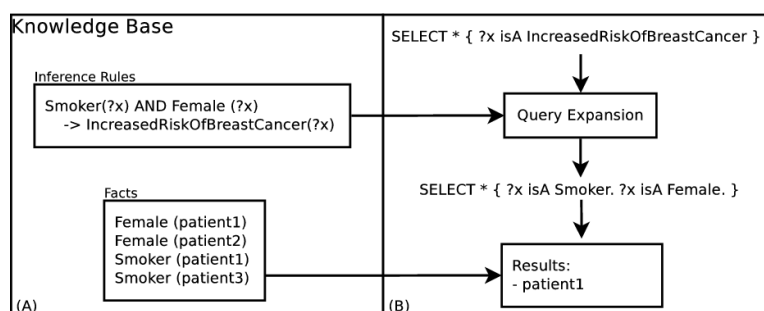 Knowledge Base
Inference Rules
Smoker(?x) AND Female (?x)
-> IncreasedRiskOfBreastCancer(?x)
Facts
Female (patient1)
Female (patient2)
Smoker (patient1)
Smoker (patient3)
(A)
SELECT * { ?x isA IncreasedRiskOfBreastCancer }
Query Expansion
SELECT * { ?x isA Smoker. ?x isA Female. }
Results:
- patient1
(B)